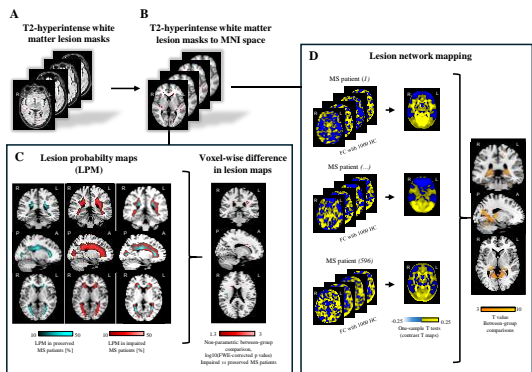 A
T2-hyperintense white
matter lesion masks
B
T2-hyperintense white matter
lesion masks to MNI space
C
Lesion probabilty maps
(LPM)
Voxel-wise difference
in lesion maps
R
L
R
L
A
A
R
L
P
A
P
A
P
A
P
A
R
L
R
L
R
L
R
L
10
50
LPM in preserved
MS patients [%]
10
50
LPM in impaired
MS patients [%]
1.3
3
Non-parametric between-group
comparison,
log10(FWE-corrected p value)
Impaired vs preserved MS patients
D
Lesion network mapping
MS patient (1)
R
FC with 1000 HC
R
L
MS patient (...)
R
FC with 1000 HC
MS patient (596)
R
FC with 1000 HC
-0.25
0.25
One-sample T tests
(contrast T maps)
R
L
P
A
R
L
3
10
T value
Between-group
comparisons